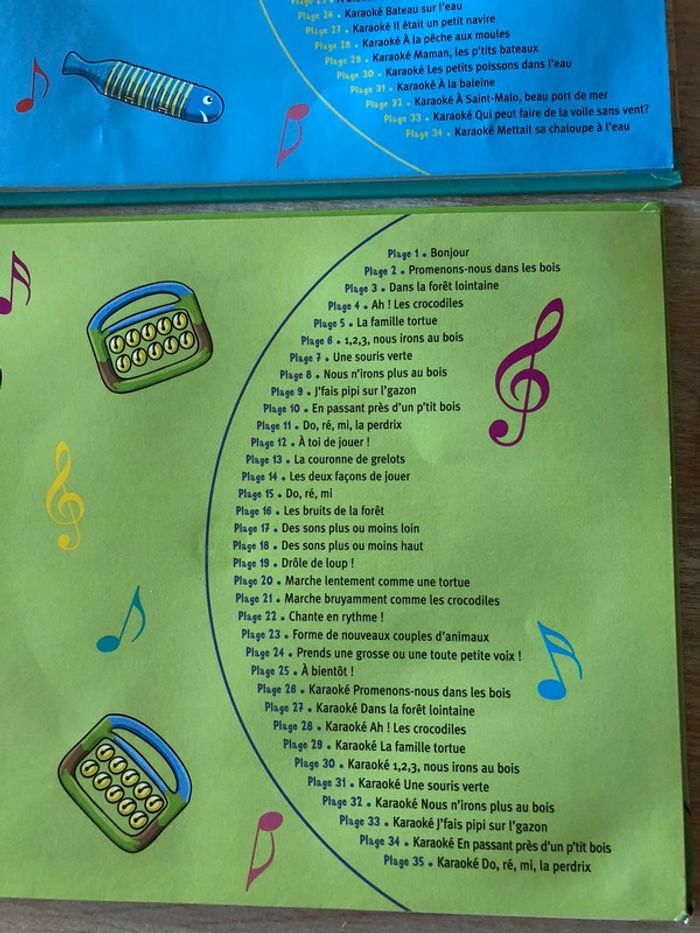 Plage 26 • Karaoké Bateau sur l'eau
Plage 27 • Karaoké Il était un petit navire
Plage 28 • Karaoké À la pêche aux moules
Plage 29 • Karaoké Maman, les p'tits bateaux
Plage 30 • Karaoké Les petits poissons dans l'eau
Plage 31 • Karaoké À la baleine
Plage 32 • Karaoké À Saint-Malo, beau port de mer
Plage 33 • Karaoké Qui peut faire de la voile sans vent?
Plage 34 • Karaoké Mettait sa chaloupe à l'eau
Plage 1 • Bonjour
Plage 2 • Promenons-nous dans les bois
Plage 3 • Dans la forêt lointaine
Plage 4 • Ah ! Les crocodiles
Plage 5 • La famille tortue
Plage 6 • 1,2,3, nous irons au bois
Plage 7 • Une souris verte
Plage 8 • Nous n'irons plus au bois
Plage 9 • J'fais pipi sur l'gazon
Plage 10 • En passant près d'un p'tit bois
Plage 11 • Do, ré, mi, la perdrix
Plage 12 • À toi de jouer !
Plage 13 • La couronne de grelots
Plage 14 • Les deux façons de jouer
Plage 15 • Do, ré, mi
Plage 16 • Les bruits de la forêt
Plage 17 • Des sons plus ou moins loin
Plage 18 • Des sons plus ou moins haut
Plage 19 • Drôle de loup !
Plage 20 • Marche lentement comme une tortue
Plage 21 • Marche bruyamment comme les crocodiles
Plage 22 • Chante en rythme !
Plage 23 • Forme de nouveaux couples d'animaux
Plage 24 • Prends une grosse ou une toute petite voix !
Plage 25 • À bientôt !
Plage 26 • Karaoké Promenons-nous dans les bois
Plage 27 • Karaoké Dans la forêt lointaine
Plage 28 • Karaoké Ah ! Les crocodiles
Plage 29 • Karaoké La famille tortue
Plage 30 • Karaoké 1,2,3, nous irons au bois
Plage 31 • Karaoké Une souris verte
Plage 32 • Karaoké Nous n'irons plus au bois
Plage 33 • Karaoké J'fais pipi sur l'gazon
Plage 34 • Karaoké En passant près d'un p'tit bois
Plage 35 • Karaoké Do, ré, mi, la perdrix